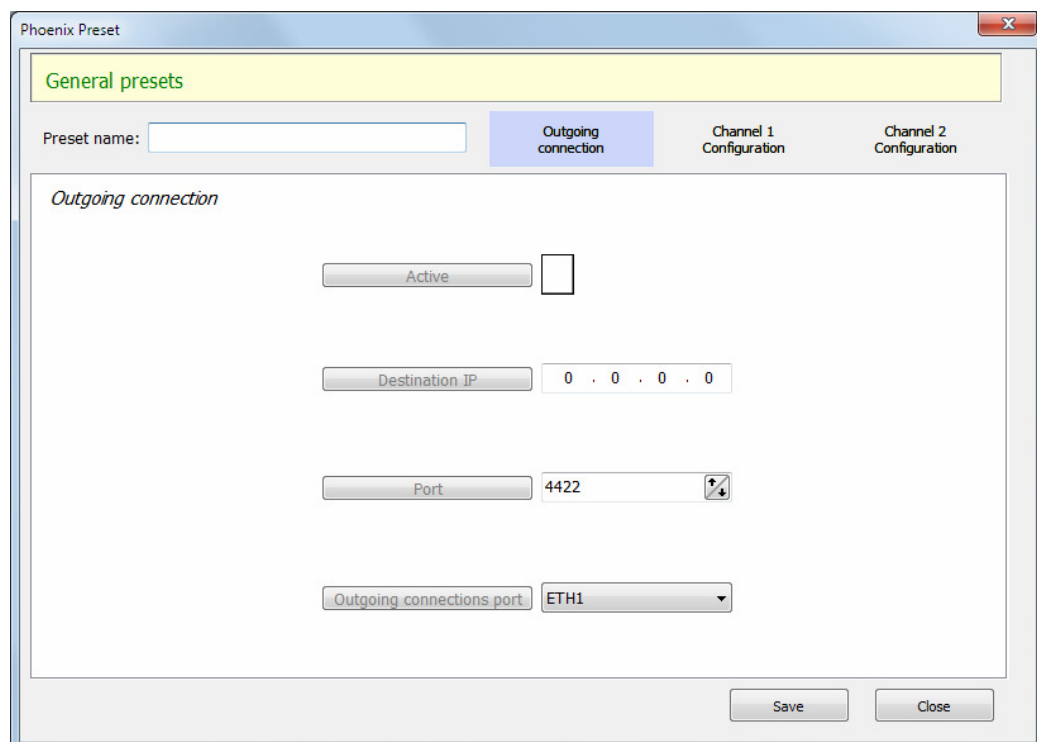 Phoenix Preset
General presets
Preset name:
Outgoing
connection
Channel 1
Configuration
Channel 2
Configuration
Outgoing connection
Active
Destination IP 0 . 0 . 0 . 0
Port 4422
Outgoing connections port ETH1
Save Close